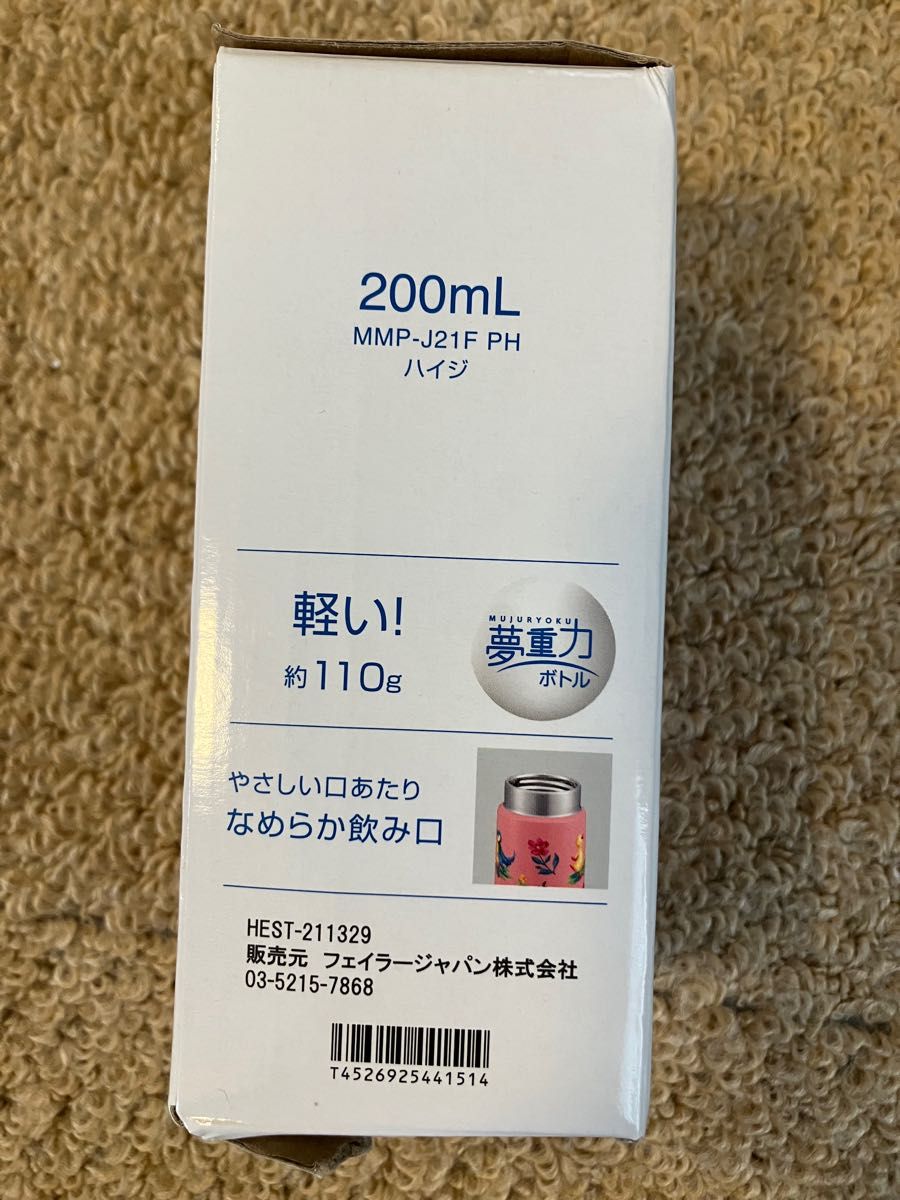 200mL
MMP-J21F PH
ハイジ
軽い!
約110g
MUJURYOKU
夢重力
ボトル
やさしい口あたり
なめらか飲み口
HEST-211329
販売元 フェイラージャパン株式会社
03-5215-7868
T4526925441514